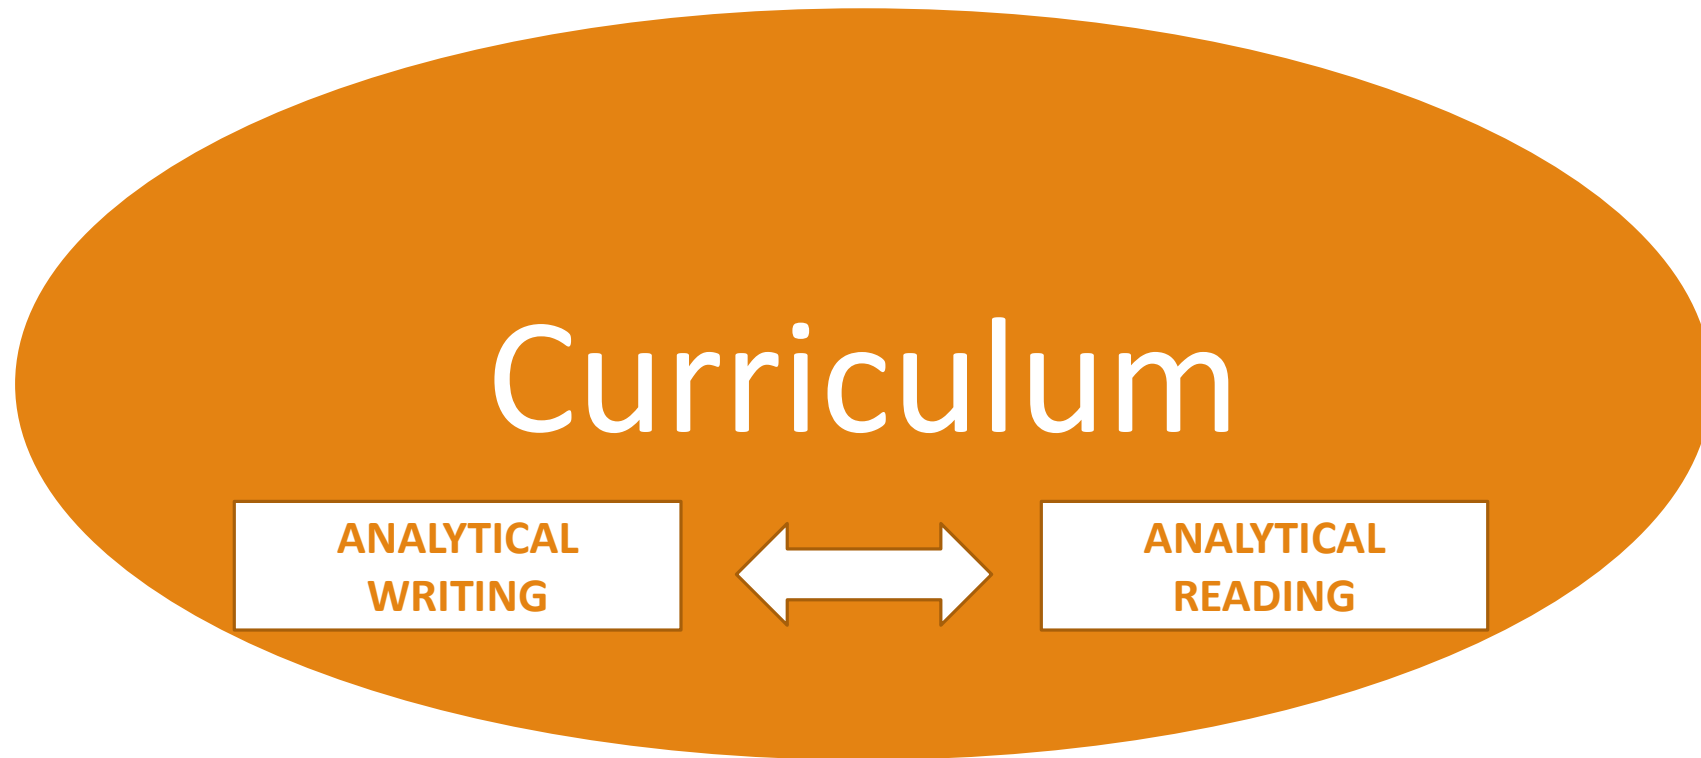 Curriculum
ANALYTICAL
WRITING
ANALYTICAL
READING